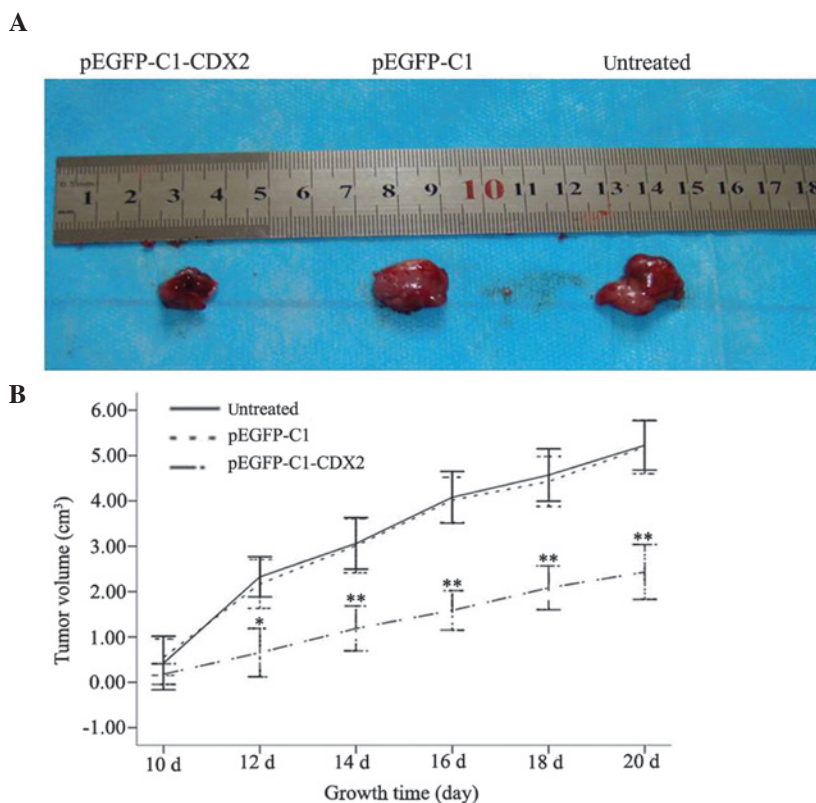 A
pEGFP-C1-CDX2 pEGFP-C1 Untreated
0.5mm
1 2 3 4 5 6 7 8 9 10 11 12 13 14 15 16 17 18
B
Untreated
pEGFP-C1
pEGFP-C1-CDX2
Tumor volume (cm³)
6.00
5.00
4.00
3.00
2.00
1.00
0.00
-1.00
* ** ** ** **
10 d 12 d 14 d 16 d 18 d 20 d
Growth time (day)